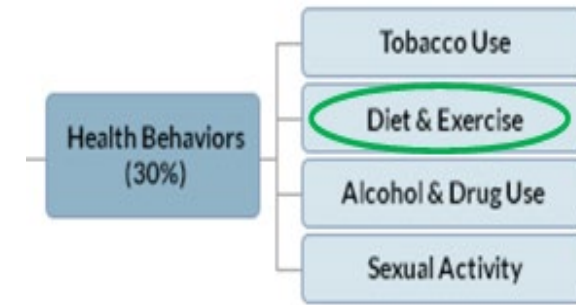 Tobacco Use
Diet & Exercise
Health Behaviors
(30%)
Alcohol & Drug Use
Sexual Activity